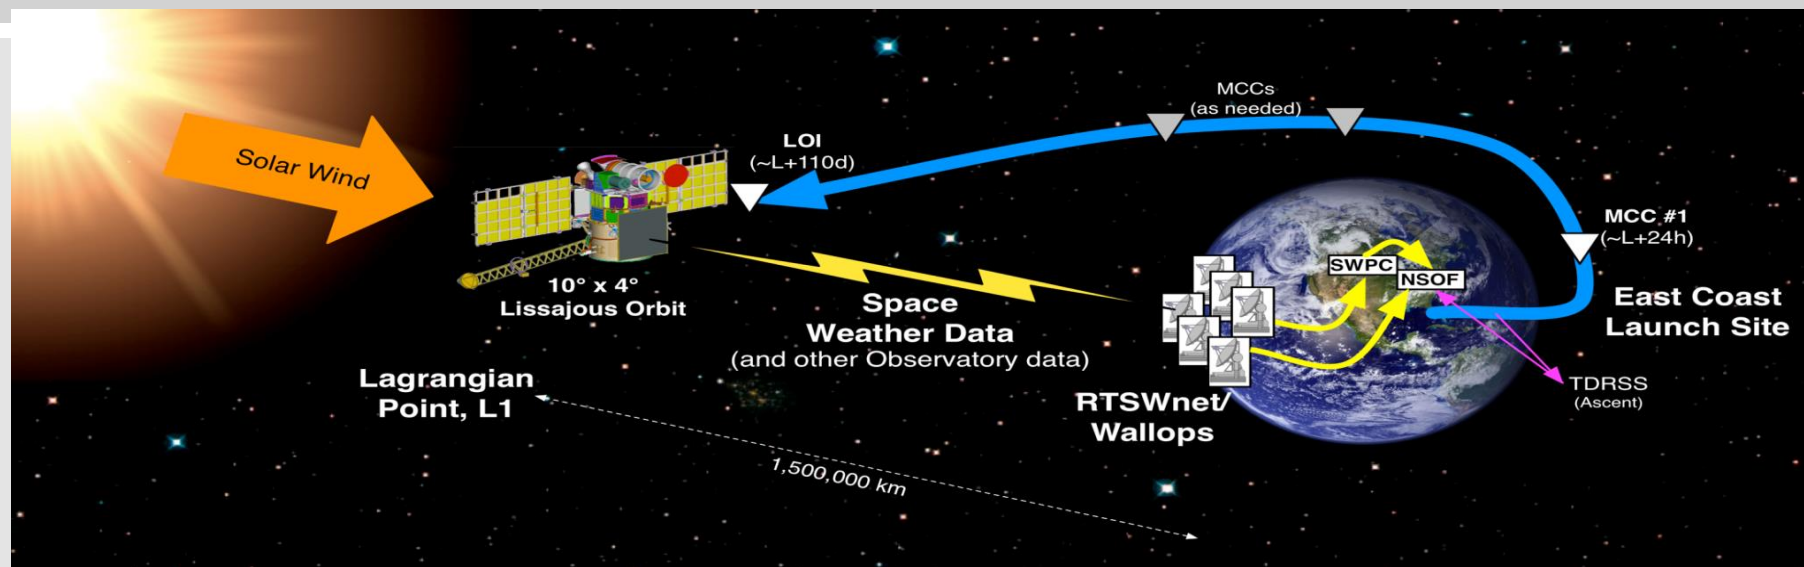 Solar Wind
LOI
(~L+110d)
MCCs
(as needed)
MCC #1
(~L+24h)
10° x 4°
Lissajous Orbit
Space
Weather Data
(and other Observatory data)
SWPC
NSOF
East Coast
Launch Site
Lagrangian
Point, L1
RTSWnet/
Wallops
TDRSS
(Ascent)
1,500,000 km